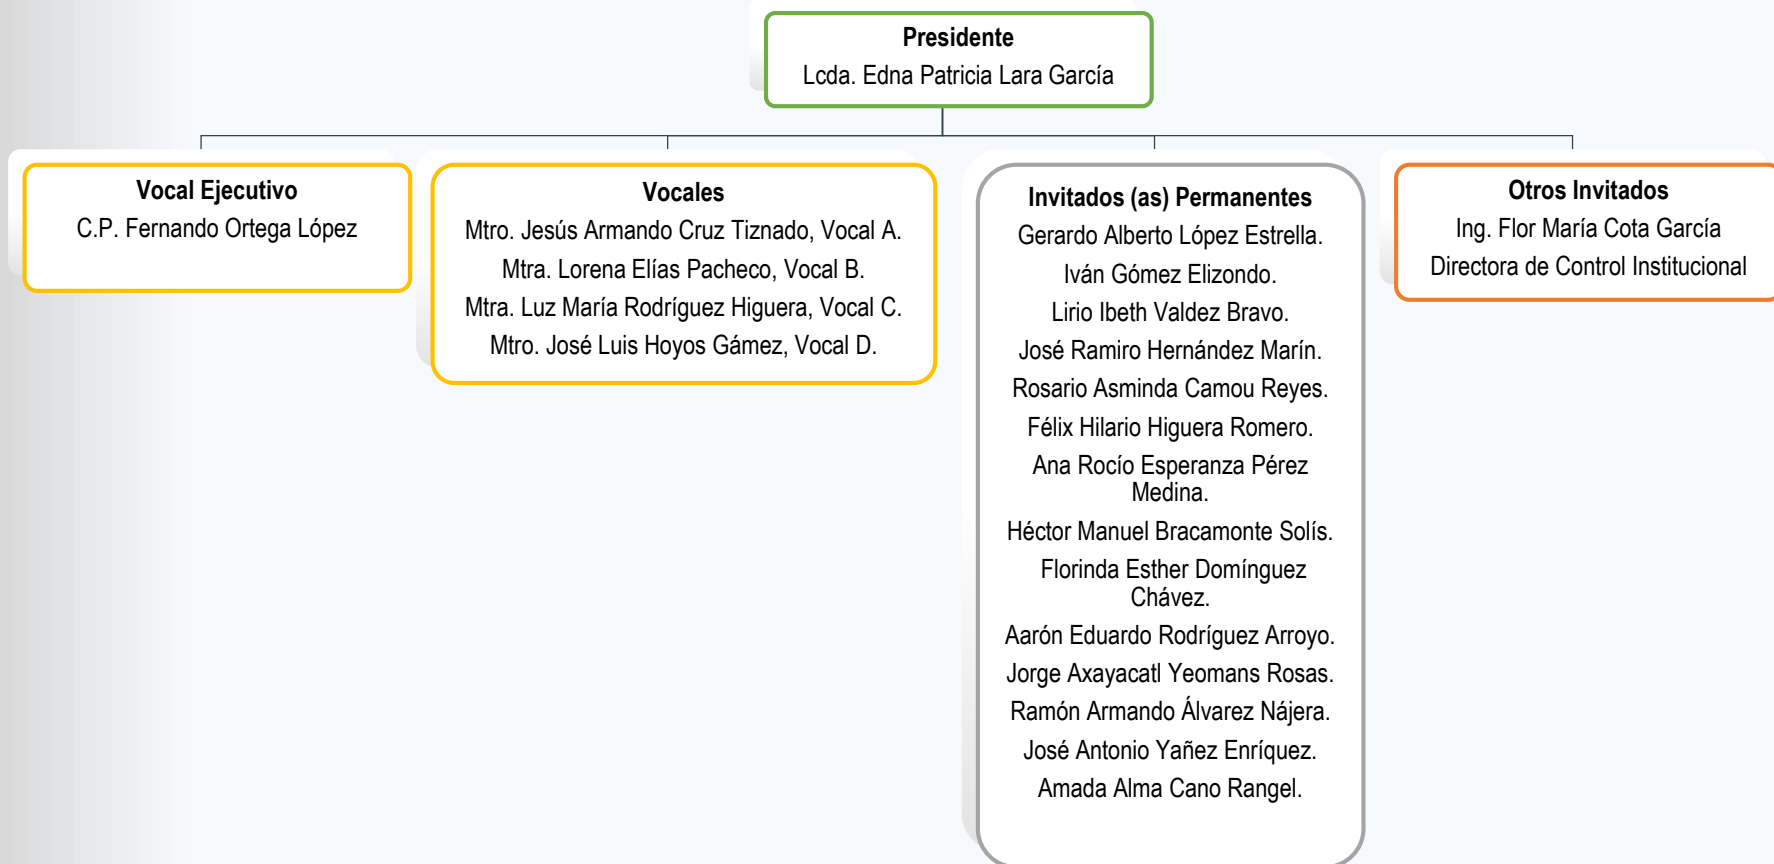 Presidente
Lcda. Edna Patricia Lara García
Vocal Ejecutivo
C.P. Fernando Ortega López
Vocales
Mtro. Jesús Armando Cruz Tiznado, Vocal A.
Mtra. Lorena Elías Pacheco, Vocal B.
Mtra. Luz María Rodríguez Higuera, Vocal C.
Mtro. José Luis Hoyos Gámez, Vocal D.
Invitados (as) Permanentes
Gerardo Alberto López Estrella.
Iván Gómez Elizondo.
Lirio Ibeth Valdez Bravo.
José Ramiro Hernández Marín.
Rosario Asminda Camou Reyes.
Félix Hilario Higuera Romero.
Ana Rocío Esperanza Pérez
Medina.
Héctor Manuel Bracamonte Solís.
Florinda Esther Domínguez
Chávez.
Aarón Eduardo Rodríguez Arroyo.
Jorge Axayacatl Yeomans Rosas.
Ramón Armando Álvarez Nájera.
José Antonio Yañez Enríquez.
Amada Alma Cano Rangel.
Otros Invitados
Ing. Flor María Cota García
Directora de Control Institucional